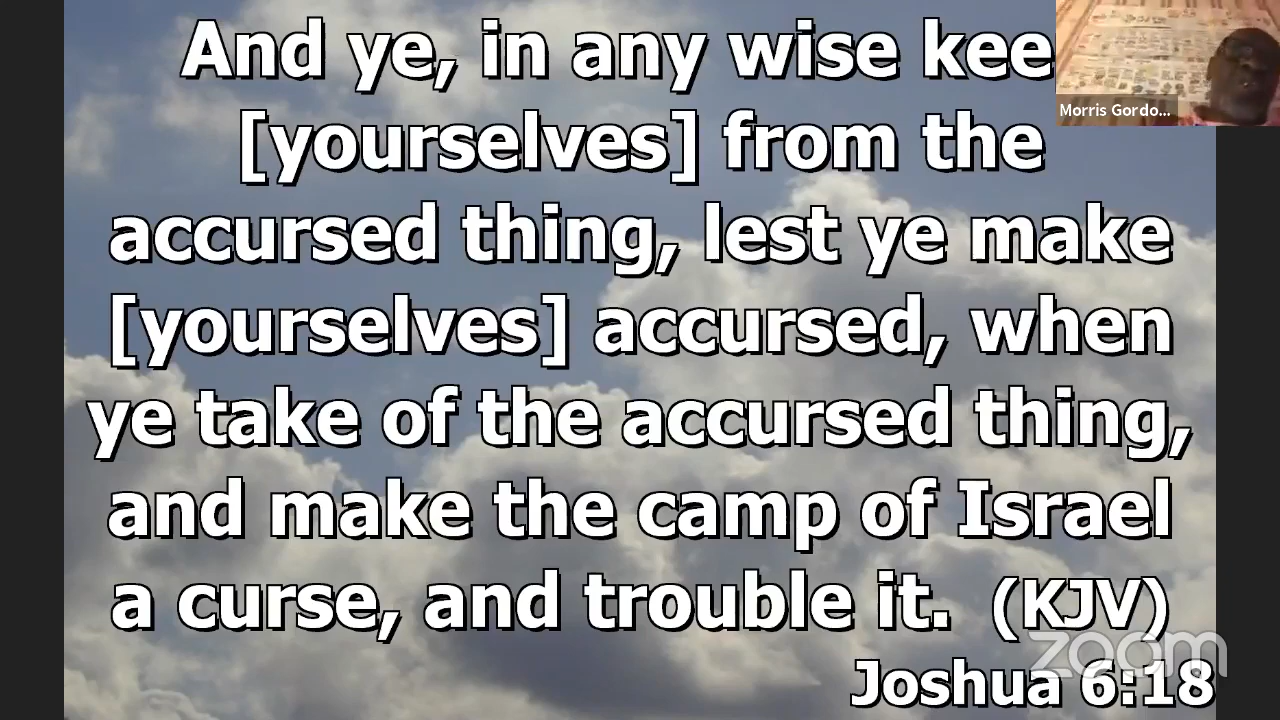 And ye, in any wise kee
Morris Gordo...
[yourselves] from the
accursed thing, lest ye make
[yourselves] accursed, when
ye take of the accursed thing,
and make the camp of Israel
a curse, and trouble it. (KJV)
zoom
Joshua 6:18